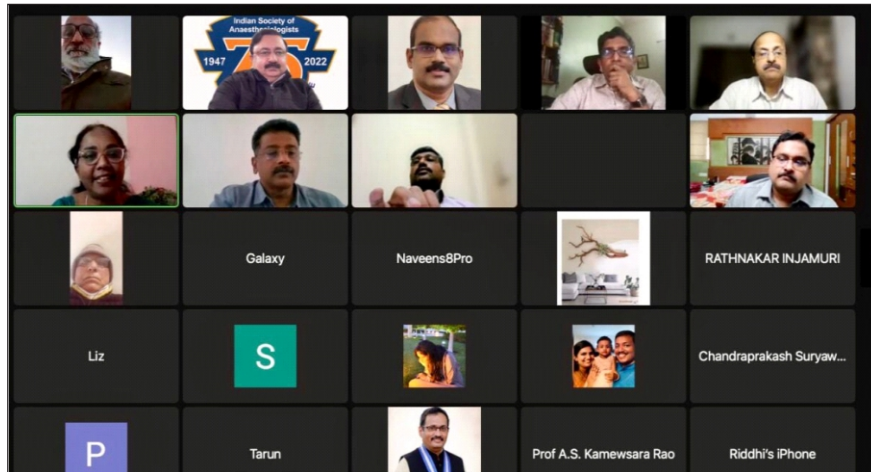 Indian Society of
Anaesthesiologists
75
1947
2022
Galaxy
Naveens8Pro
RATHNAKAR INJAMURI
Liz
S
Chandraprakash Suryaw...
P
Tarun
Prof A.S. Kamewsara Rao
Riddhi's iPhone